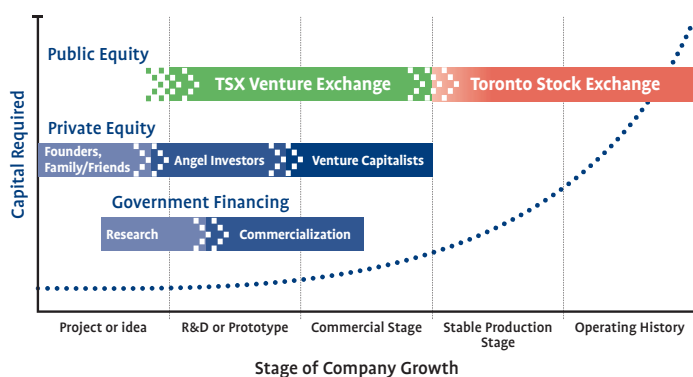 Public Equity
TSX Venture Exchange
Toronto Stock Exchange
Private Equity
Founders,
Family/Friends
Angel Investors
Venture Capitalists
Government Financing
Research
Commercialization
Capital Required
Project or idea
R&D or Prototype
Commercial Stage
Stable Production
Stage
Operating History
Stage of Company Growth